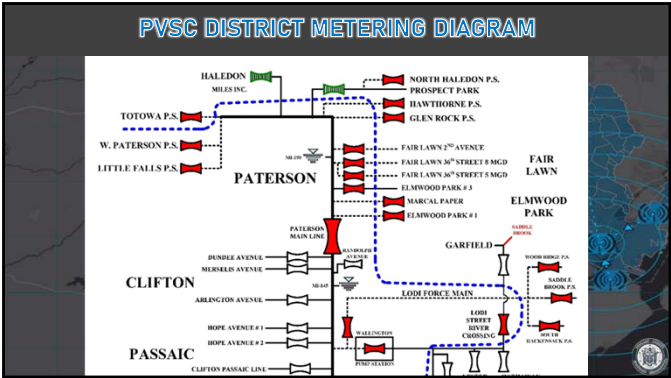 PVSC DISTRICT METERING DIAGRAM
HALEDON
MILES INC.
NORTH HALEDON P.S.
PROSPECT PARK
HAWTHORNE P.S.
GLEN ROCK P.S.
TOTOWA P.S.
W. PATERSON P.S.
LITTLE FALLS P.S.
PATERSON
MI-150
FAIR LAWN 2ND AVENUE
FAIR LAWN 36th STREET 8 MGD
FAIR LAWN 36th STREET 5 MGD
ELMWOOD PARK # 3
MARCAL PAPER
ELMWOOD PARK # 1
FAIR
LAWN
ELMWOOD
PARK
SADDLE
BROOK
GARFIELD
PATERSON
MAIN LINE
RANDOLPH
AVENUE
DUNDEE AVENUE
MERSELIS AVENUE
CLIFTON
MI-145
ARLINGTON AVENUE
LODI FORCE MAIN
WOOD RIDGE P.S.
SADDLE
BROOK P.S.
LODI
STREET
RIVER
CROSSING
SOUTH
HACKENSACK P.S.
HOPE AVENUE # 1
HOPE AVENUE # 2
WALLINGTON
PUMP STATION
PASSAIC
CLIFTON PASSAIC LINE